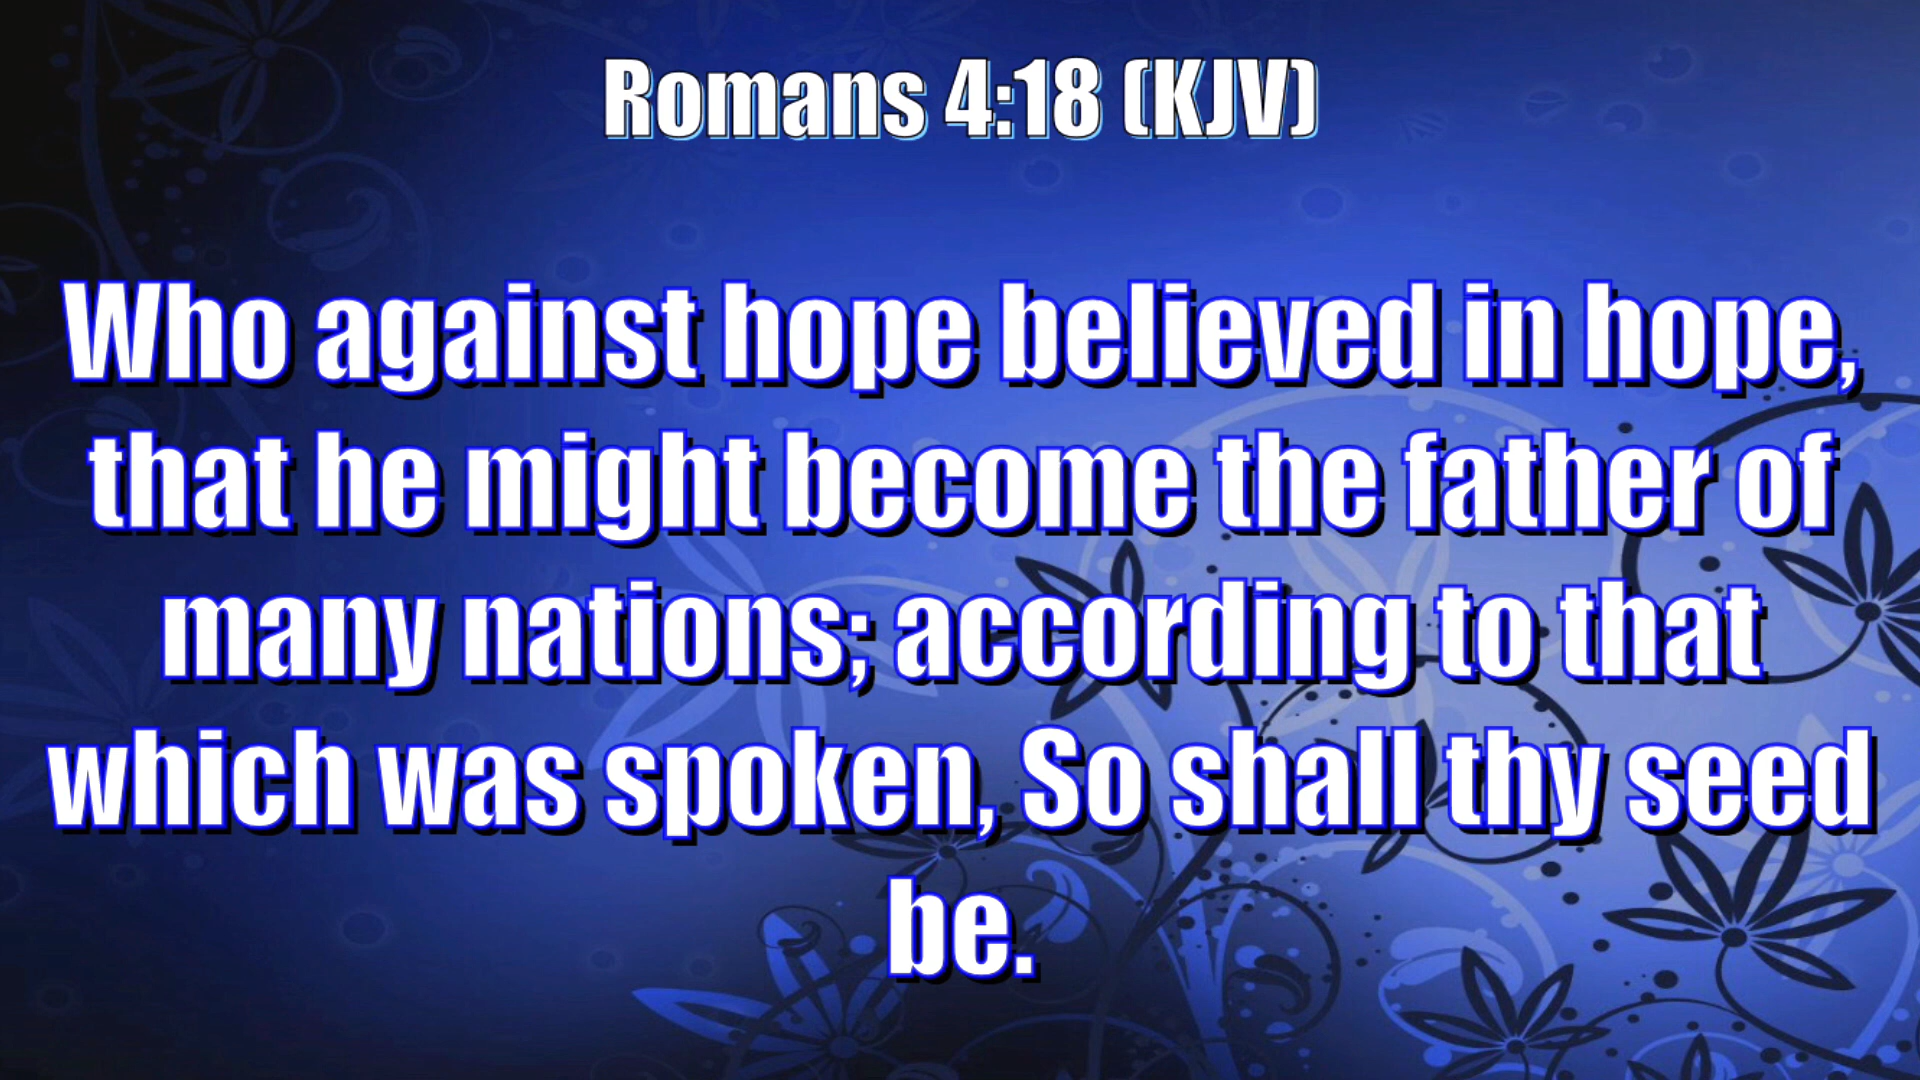 Romans 4:18 (KJV)
Who against hope believed in hope,
that he might become the father of
many nations; according to that
which was spoken, So shall thy seed
be.